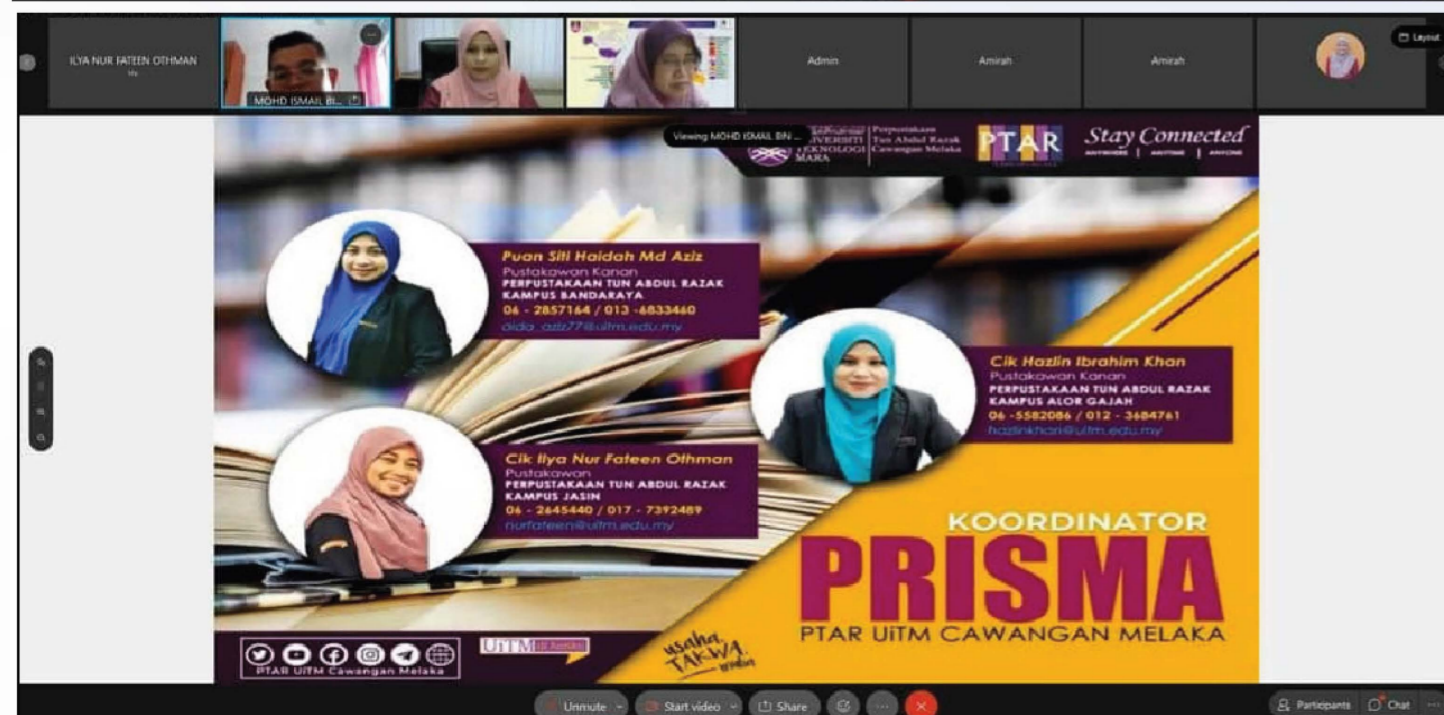 ILYA NUR FATEEN OTHMAN
MOHD ISMAIL BI...
Admin
Amirah
Amirah
Layout
Viewing MOHD ISMAIL BIN ...
UNIVERSITI
TEKNOLOGI
MARA
Perpustakaan
Tun Abdul Razak
Cawangan Melaka
PTAR
Stay Connected
ANYWHERE | ANYTIME | ANYONE
Puan Siti Haidah Md Aziz
Pustakawan Kanan
PERPUSTAKAAN TUN ABDUL RAZAK
KAMPUS BANDARAYA
06 - 2857164 / 013 -6833460
aida_aziz77@uitm.edu.my
Cik Hazlin Ibrahim Khan
Pustakawan Kanan
PERPUSTAKAAN TUN ABDUL RAZAK
KAMPUS ALOR GAJAH
06 -5582086 / 012 - 3684761
hazlinkhan@uitm.edu.my
Cik Ilya Nur Fateen Othman
Pustakawan
PERPUSTAKAAN TUN ABDUL RAZAK
KAMPUS JASIN
06 - 2645440 / 017 - 7392489
nurfateen@uitm.edu.my
KOORDINATOR
PRISMA
PTAR UiTM CAWANGAN MELAKA
PTAR UiTM Cawangan Melaka
UiTM
usaha,
TAKWA,
Unmute
Start video
Share
Participants
Chat